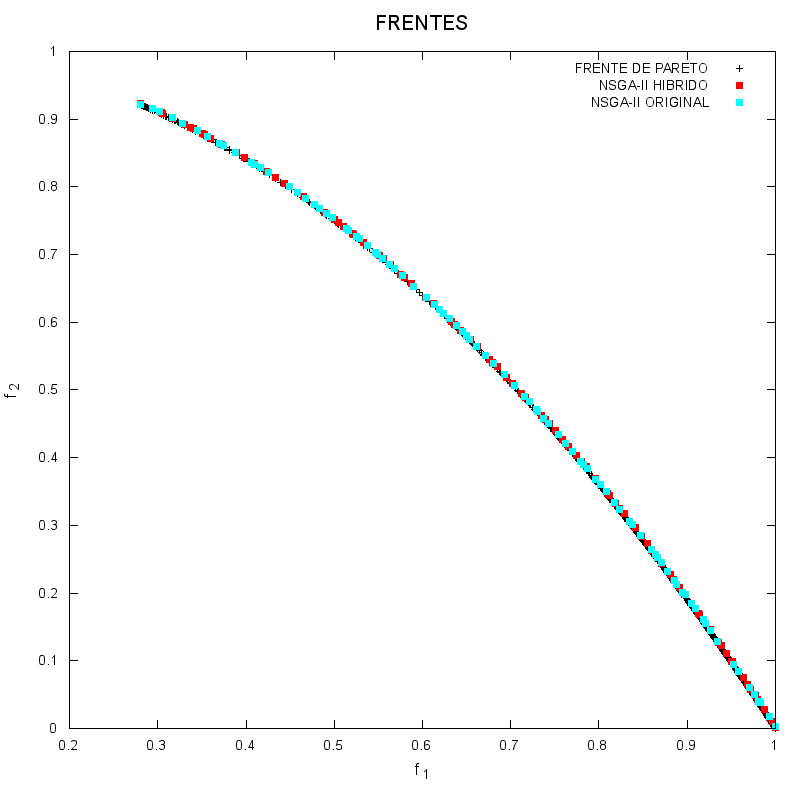 FRENTES
FRENTE DE PARETO
NSGA-II HIBRIDO
NSGA-II ORIGINAL
1
0.9
0.8
0.7
0.6
0.5
0.4
0.3
0.2
0.1
0
f2
0.2 0.3 0.4 0.5 0.6 0.7 0.8 0.9 1
f1